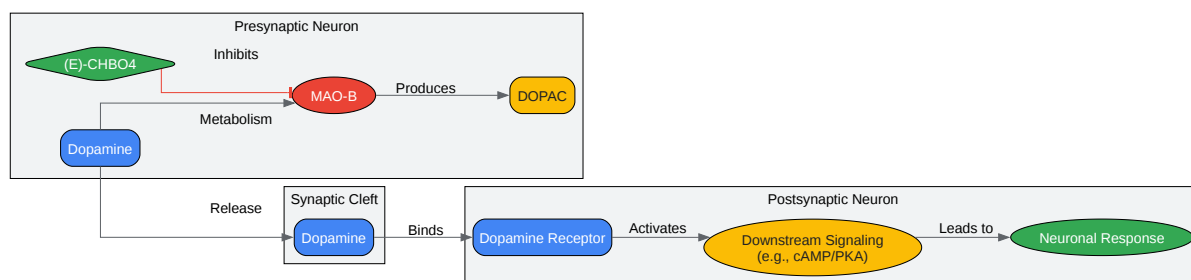 Presynaptic Neuron
(E)-CHBO4
Inhibits
MAO-B
Produces
DOPAC
Metabolism
Dopamine
Release
Synaptic Cleft
Dopamine
Binds
Postsynaptic Neuron
Dopamine Receptor
Activates
Downstream Signaling
(e.g., cAMP/PKA)
Leads to
Neuronal Response